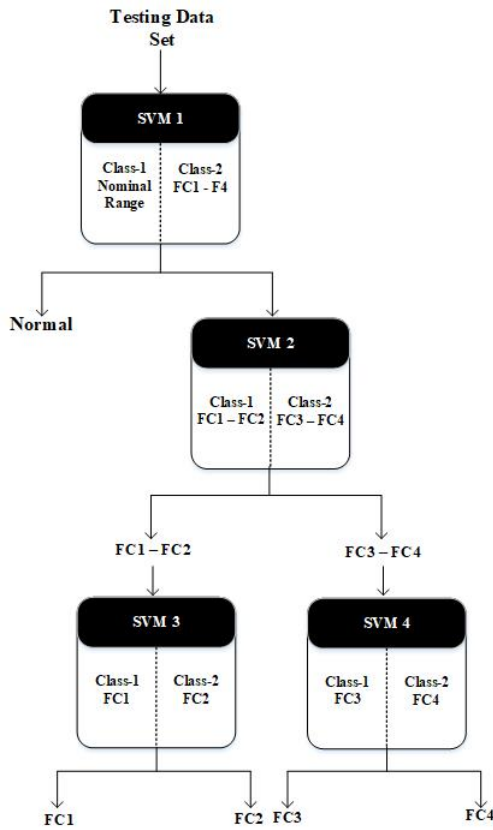 Testing Data
Set
SVM 1
Class-1
Nominal
Range
Class-2
FC1 - F4
Normal
SVM 2
Class-1
FC1 – FC2
Class-2
FC3 – FC4
FC1 – FC2
FC3 – FC4
SVM 3
Class-1
FC1
Class-2
FC2
SVM 4
Class-1
FC3
Class-2
FC4
FC1
FC2
FC3
FC4